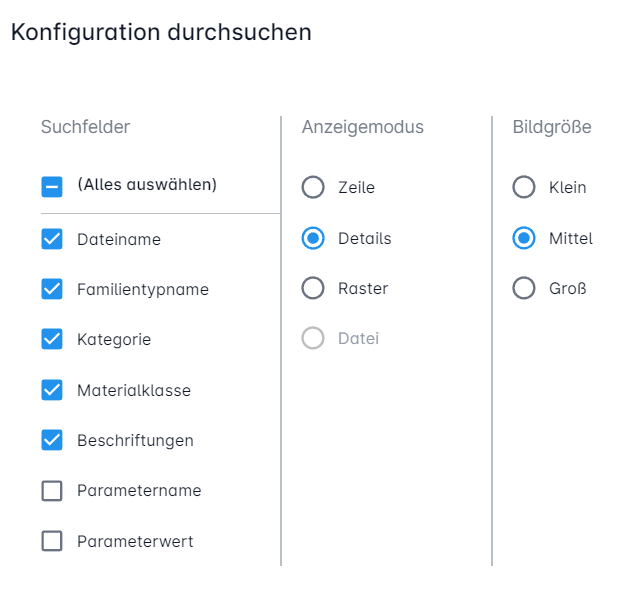 Konfiguration durchsuchen
Suchfelder
(Alles auswählen)
Dateiname
Familientypname
Kategorie
Materialklasse
Beschriftungen
Parametername
Parameterwert
Anzeigemodus
Zeile
Details
Raster
Datei
Bildgröße
Klein
Mittel
Groß